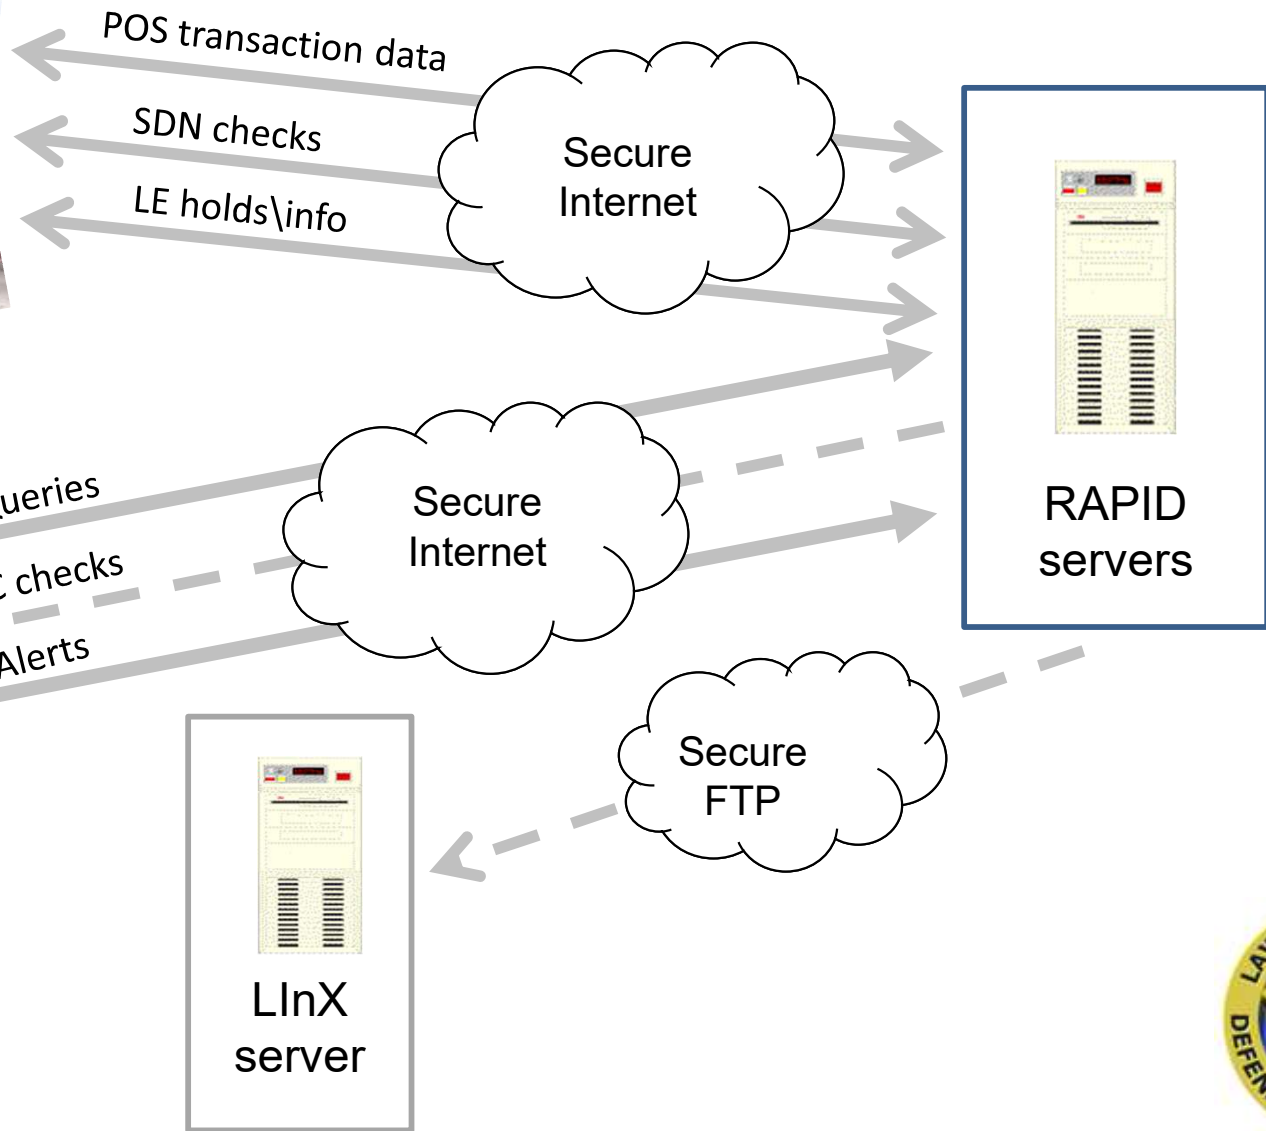 POS transaction data
SDN checks
LE holds\info
Secure
Internet
Secure
Internet
checks
Alerts
RAPID
servers
Secure
FTP
LInX
server